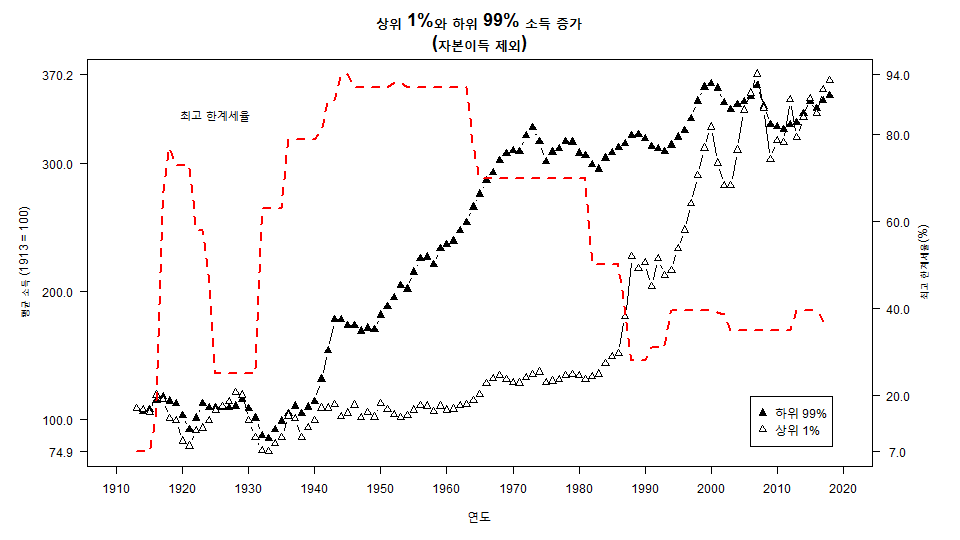 상위 1%와 하위 99% 소득 증가
(자본이득 제외)
370.2
300.0
200.0
100.0
74.9
평균 소득 (1913 = 100)
최고 한계세율
94.0
80.0
60.0
40.0
20.0
7.0
최고 한계세율(%)
하위 99%
상위 1%
1910 1920 1930 1940 1950 1960 1970 1980 1990 2000 2010 2020
연도